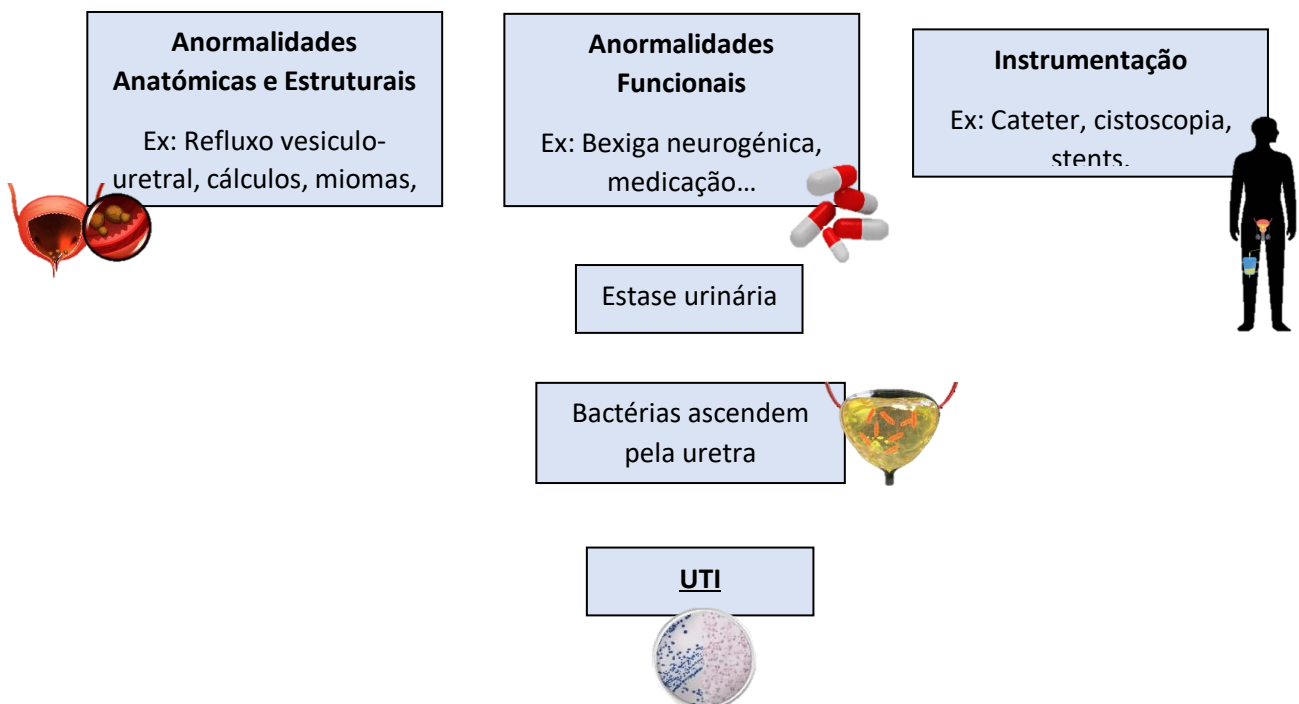 Anormalidades
Anatómicas e Estruturais
Ex: Refluxo vesiculo-
uretral, cálculos, miomas,
Anormalidades
Funcionais
Ex: Bexiga neurogénica,
medicação…
Instrumentação
Ex: Cateter, cistoscopia,
stents.
Estase urinária
Bactérias ascendem
pela uretra
UTI